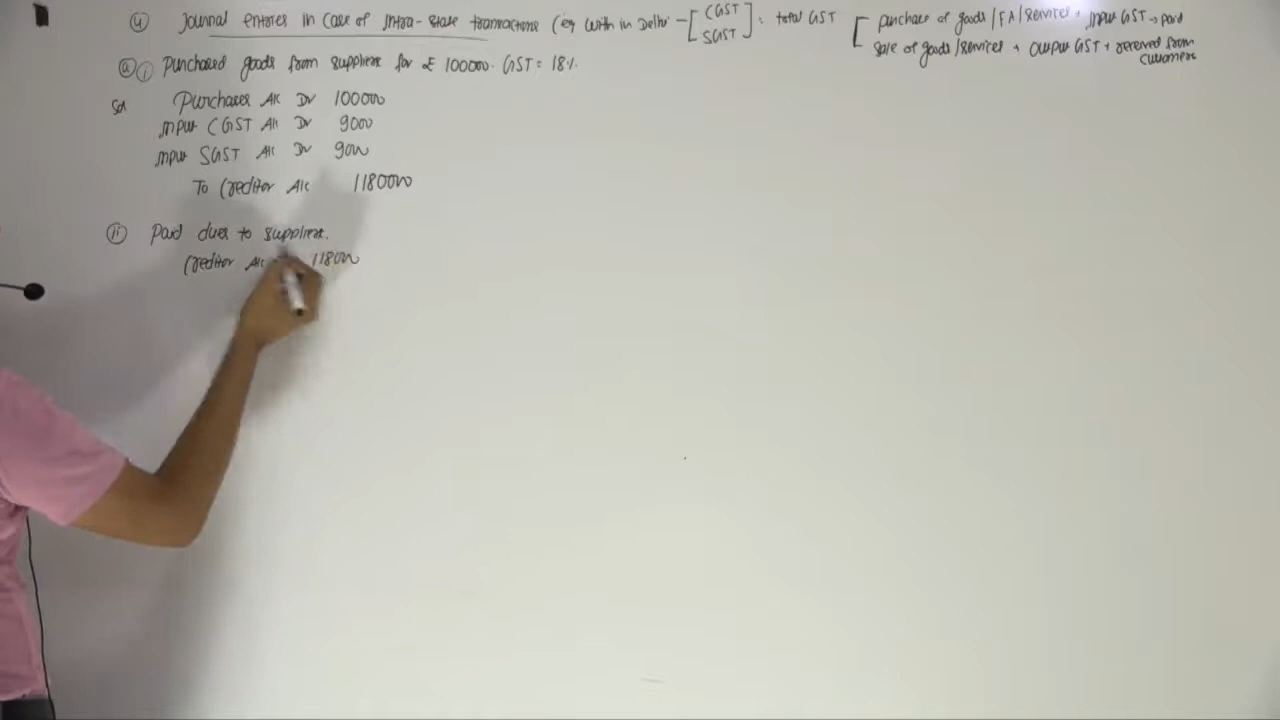 ④ Journal entries in case of Intra-State transactions (eg within Delhi - [CGST SGST] = total GST
[ purchase of goods/FA/services + Input GST → paid
sale of goods/services + Output GST + received from customers
ⓐ ⓘ Purchased goods from supplier for ₹ 100000. GST = 18%.
Sol Purchases A/c Dr 100000
Input CGST A/c Dr 9000
Input SGST A/c Dr 9000
To Creditor A/c 118000
ⓘⓘ Paid dues to suppliers.
Creditor A/c 118000